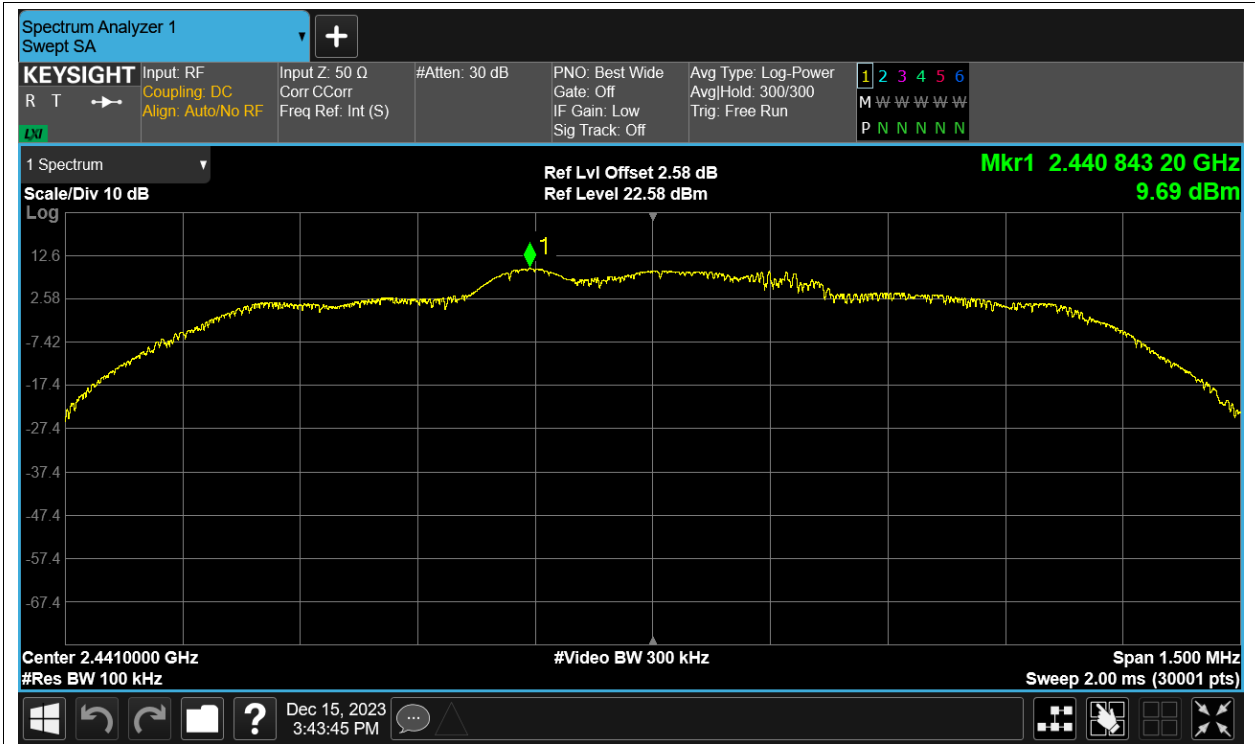 Spectrum Analyzer 1
Swept SA
KEYSIGHT
R T
LXI
Input: RF
Coupling: DC
Align: Auto/No RF
Input Z: 50 Ω
Corr CCorr
Freq Ref: Int (S)
#Atten: 30 dB
PNO: Best Wide
Gate: Off
IF Gain: Low
Sig Track: Off
Avg Type: Log-Power
Avg|Hold: 300/300
Trig: Free Run
1 2 3 4 5 6
M W W W W W
P N N N N N
1 Spectrum
Scale/Div 10 dB
Log
Ref Lvl Offset 2.58 dB
Ref Level 22.58 dBm
Mkr1 2.440 843 20 GHz
9.69 dBm
1
12.6
2.58
-7.42
-17.4
-27.4
-37.4
-47.4
-57.4
-67.4
Center 2.4410000 GHz
#Res BW 100 kHz
#Video BW 300 kHz
Span 1.500 MHz
Sweep 2.00 ms (30001 pts)
?
Dec 15, 2023
3:43:45 PM